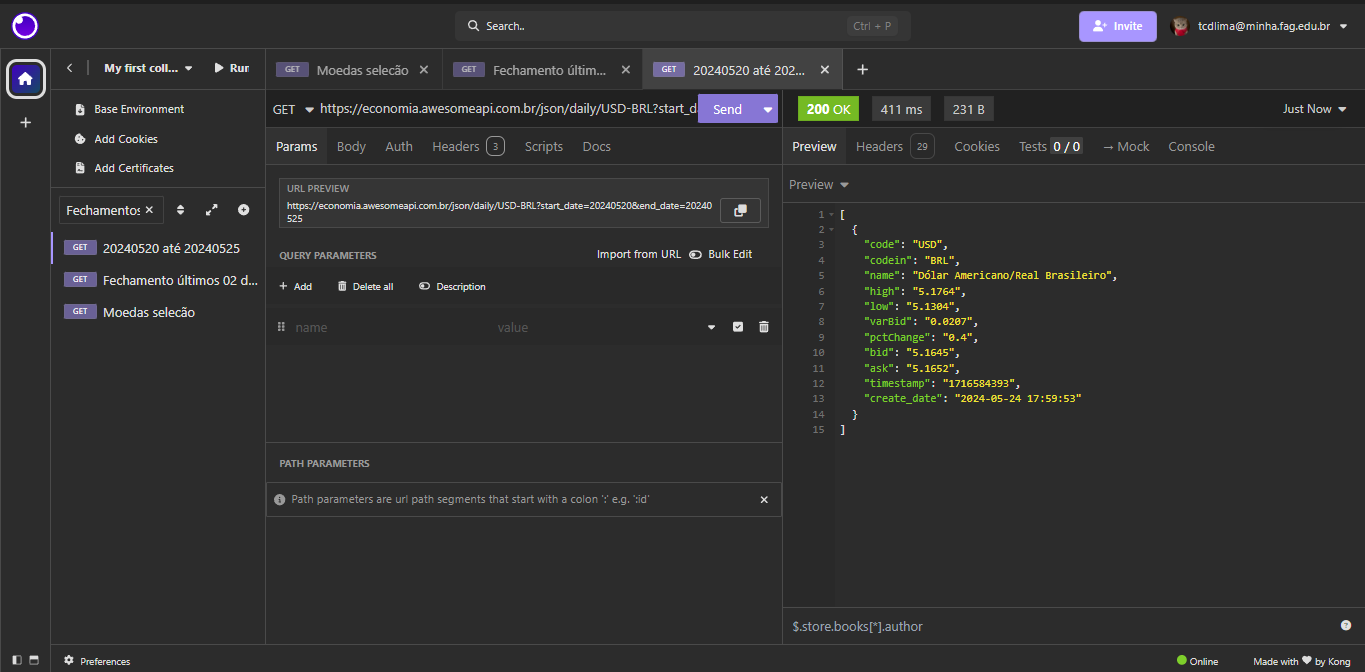 Search..
Ctrl + P
Invite
tcdlima@minha.fag.edu.br
My first coll...
Run
Base Environment
Add Cookies
Add Certificates
Fechamentos
GET 20240520 até 20240525
GET Fechamento últimos 02 d...
GET Moedas selecão
GET Moedas selecão
GET Fechamento últim...
GET 20240520 até 202...
GET https://economia.awesomeapi.com.br/json/daily/USD-BRL?start_d
Send
Params Body Auth Headers 3 Scripts Docs
URL PREVIEW
https://economia.awesomeapi.com.br/json/daily/USD-BRL?start_date=20240520&end_date=20240
525
QUERY PARAMETERS
Import from URL Bulk Edit
Add Delete all Description
name value
PATH PARAMETERS
Path parameters are url path segments that start with a colon ':' e.g. ':id'
200 OK 411 ms 231 B
Just Now
Preview Headers 29 Cookies Tests 0 / 0 → Mock Console
Preview
1 [
2 {
3 "code": "USD",
4 "codein": "BRL",
5 "name": "Dólar Americano/Real Brasileiro",
6 "high": "5.1764",
7 "low": "5.1304",
8 "varBid": "0.0207",
9 "pctChange": "0.4",
10 "bid": "5.1645",
11 "ask": "5.1652",
12 "timestamp": "1716584393",
13 "create_date": "2024-05-24 17:59:53"
14 }
15 ]
$.store.books[*].author
Preferences
Online
Made with ♥ by Kong